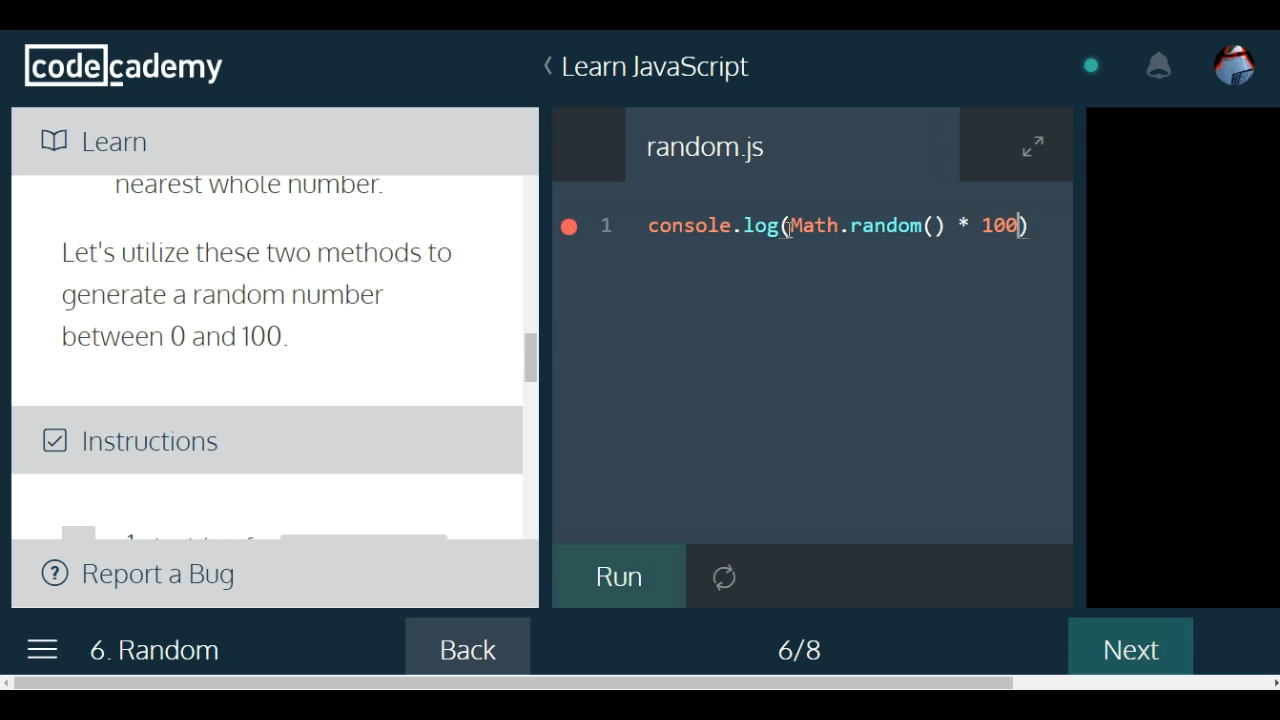 codecademy
Learn JavaScript
Learn
nearest whole number.
Let's utilize these two methods to
generate a random number
between 0 and 100.
Instructions
Report a Bug
random.js
1 console.log(Math.random() * 100)
Run
6. Random
Back
6/8
Next